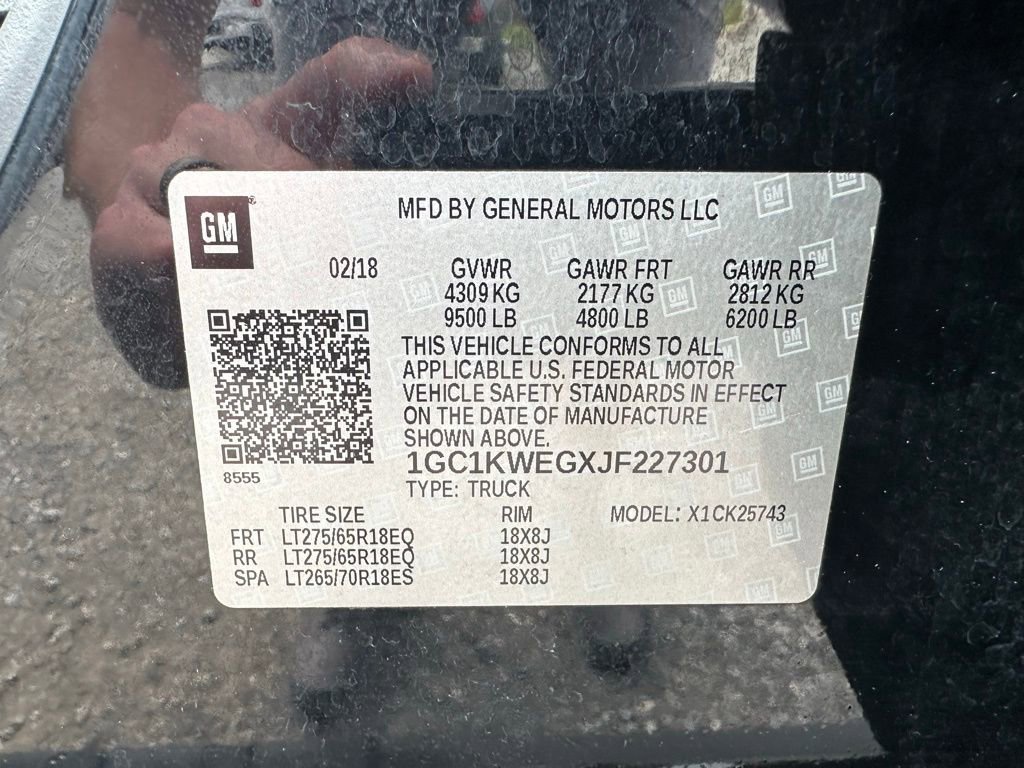 GM
MFD BY GENERAL MOTORS LLC
02/18 GVWR GAWR FRT GAWR RR
4309 KG 2177 KG 2812 KG
9500 LB 4800 LB 6200 LB
THIS VEHICLE CONFORMS TO ALL
APPLICABLE U.S. FEDERAL MOTOR
VEHICLE SAFETY STANDARDS IN EFFECT
ON THE DATE OF MANUFACTURE
SHOWN ABOVE.
8555
1GC1KWEGXJF227301
TYPE: TRUCK
TIRE SIZE RIM MODEL: X1CK25743
FRT LT275/65R18EQ 18X8J
RR LT275/65R18EQ 18X8J
SPA LT265/70R18ES 18X8J